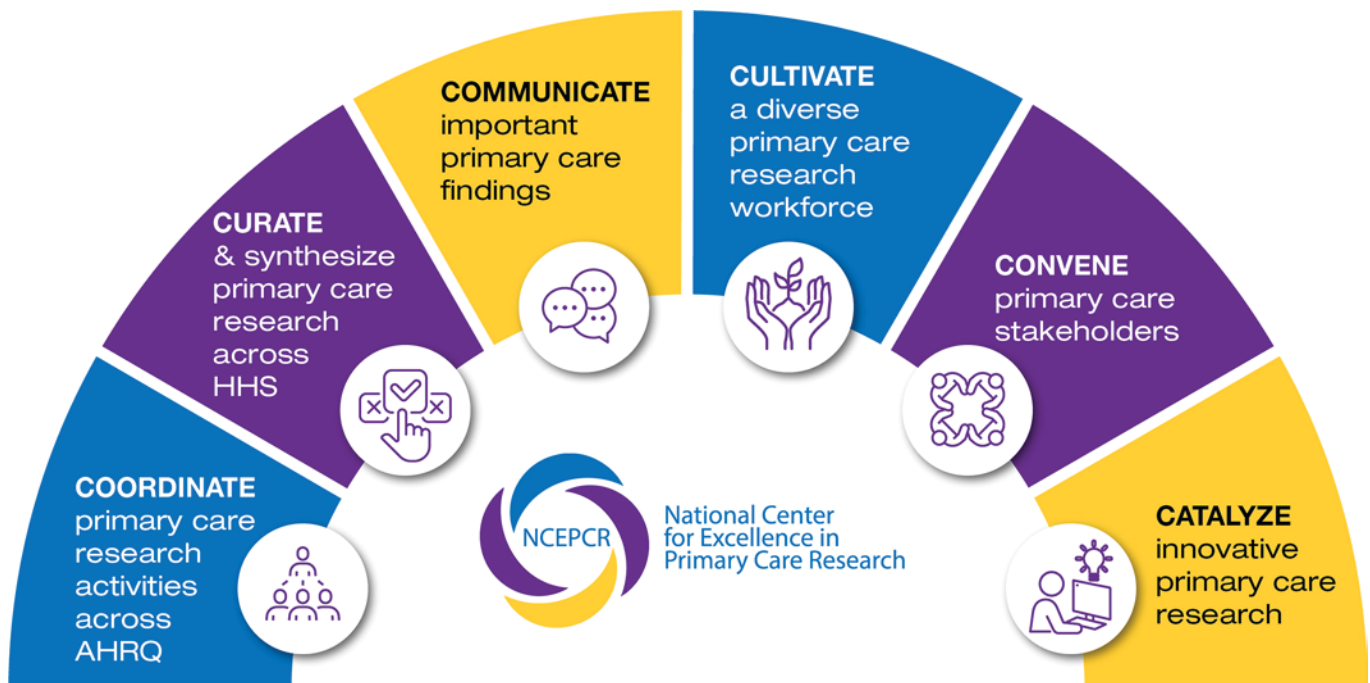 COORDINATE
primary care
research
activities
across
AHRQ
CURATE
& synthesize
primary care
research
across
HHS
COMMUNICATE
important
primary care
findings
CULTIVATE
a diverse
primary care
research
workforce
CONVENE
primary care
stakeholders
CATALYZE
innovative
primary care
research
NCEPCR
National Center
for Excellence in
Primary Care Research